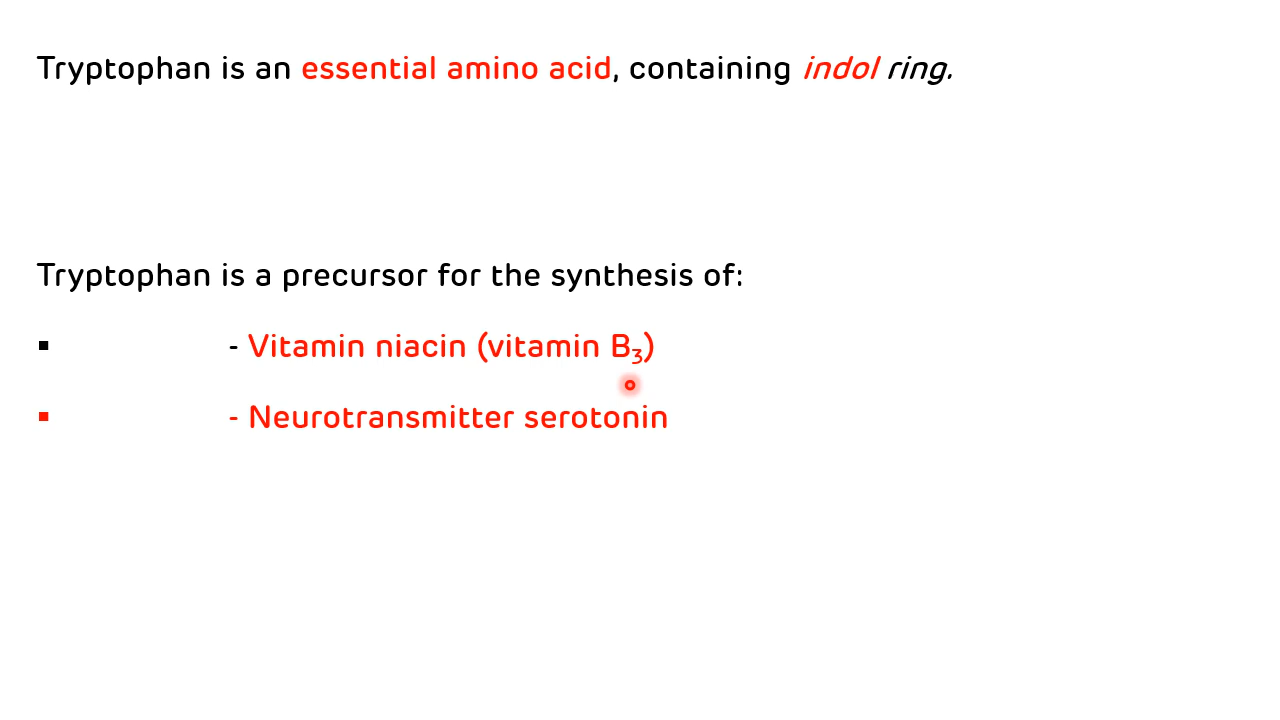 Tryptophan is an essential amino acid, containing indol ring.
Tryptophan is a precursor for the synthesis of:
▪ - Vitamin niacin (vitamin B₃)
▪ - Neurotransmitter serotonin